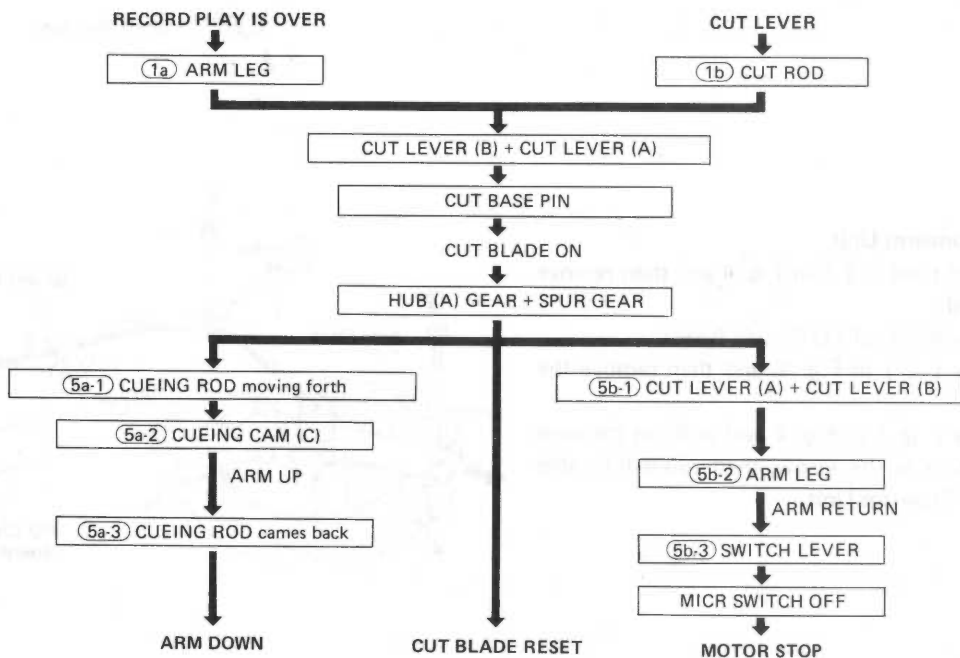 RECORD PLAY IS OVER
CUT LEVER
1a ARM LEG
1b CUT ROD
CUT LEVER (B) + CUT LEVER (A)
CUT BASE PIN
CUT BLADE ON
HUB (A) GEAR + SPUR GEAR
5a-1 CUEING ROD moving forth
5b-1 CUT LEVER (A) + CUT LEVER (B)
5a-2 CUEING CAM (C)
ARM UP
5b-2 ARM LEG
ARM RETURN
5a-3 CUEING ROD cames back
5b-3 SWITCH LEVER
MICR SWITCH OFF
ARM DOWN
CUT BLADE RESET
MOTOR STOP